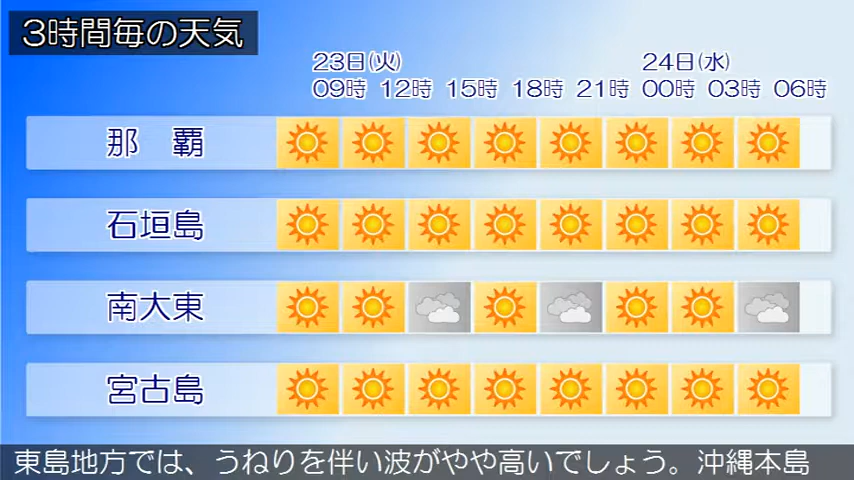 3時間毎の天気
23日(火) 24日(水)
09時 12時 15時 18時 21時 00時 03時 06時
那　覇
石垣島
南大東
宮古島
東島地方では、うねりを伴い波がやや高いでしょう。沖縄本島